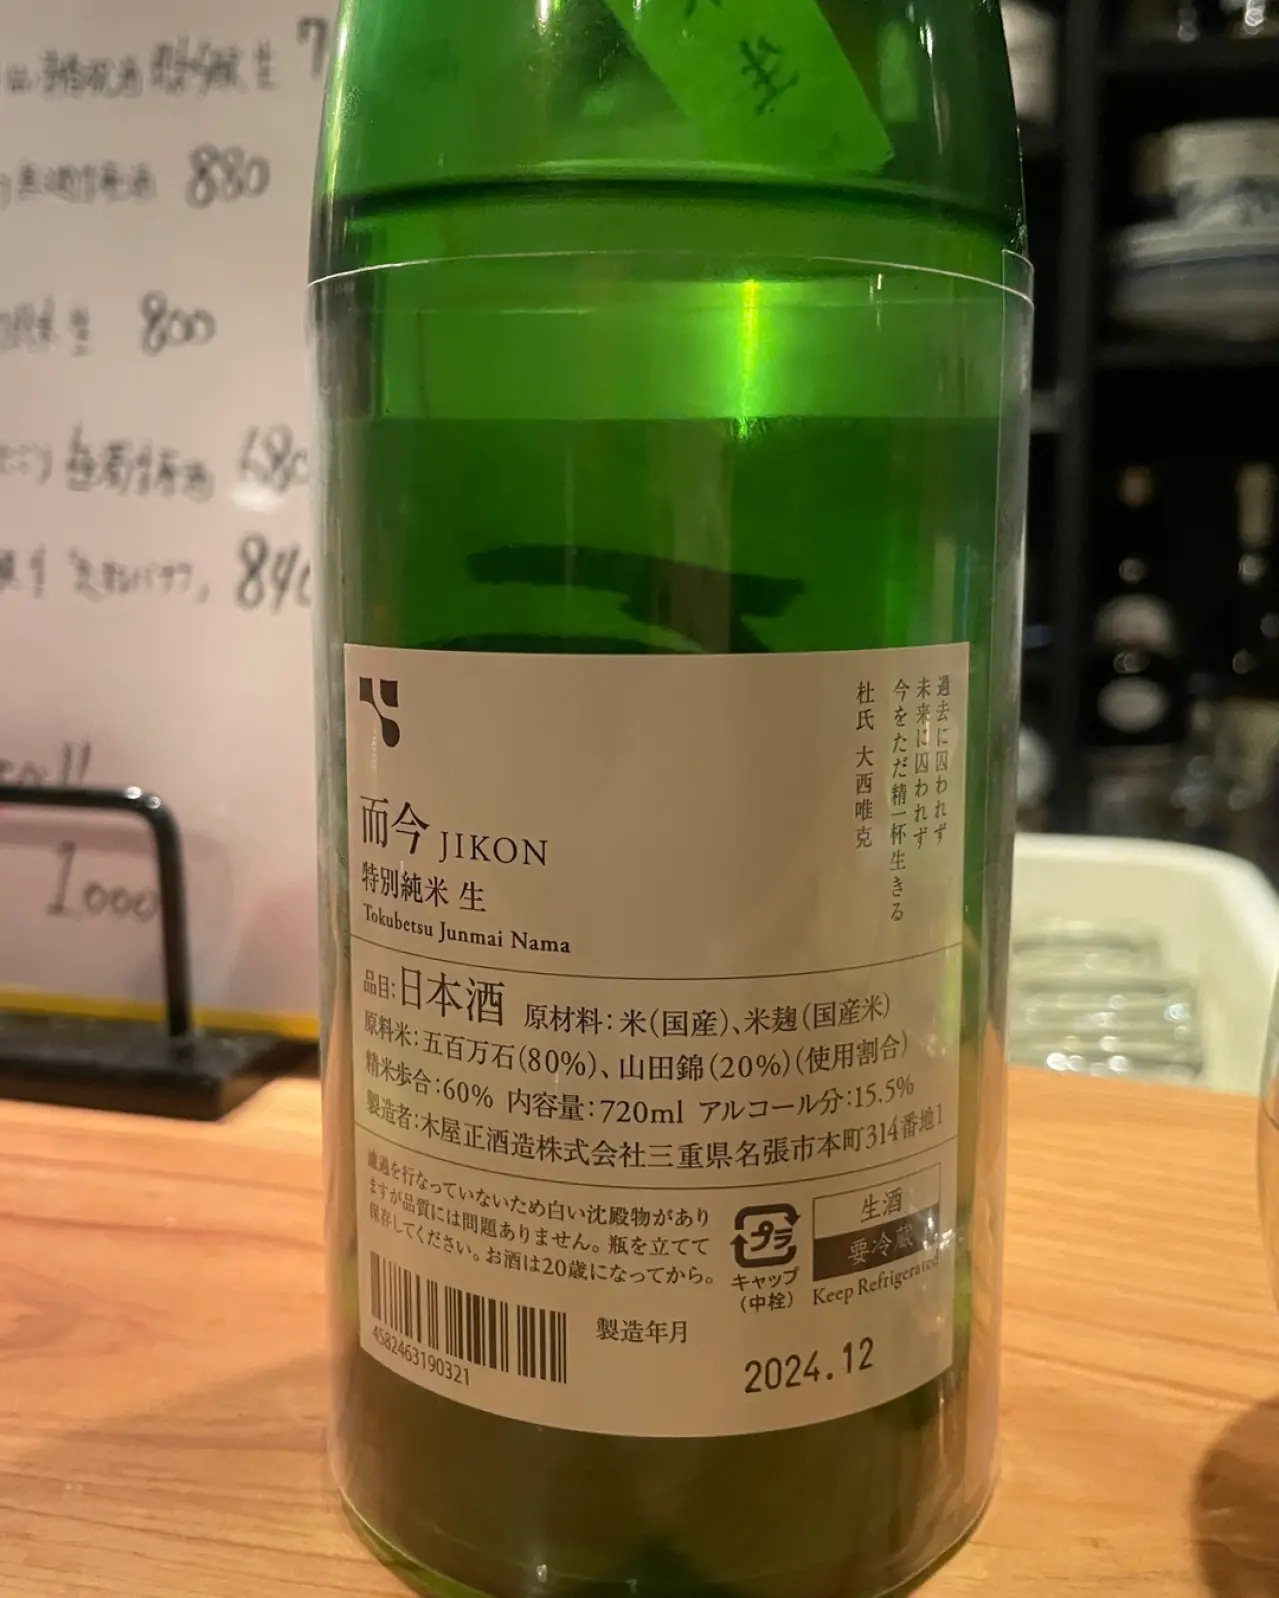 生
生
880
生 800
680
生 840
1000
過去に囚われず
未来に囚われず
今をただ精一杯生きる
杜氏 大西唯克
而今 JIKON
特別純米 生
Tokubetsu Junmai Nama
品目:日本酒 原材料:米(国産)、米麹(国産米)
原料米:五百万石(80%)、山田錦(20%)(使用割合)
精米歩合:60% 内容量:720ml アルコール分:15.5%
製造者:木屋正酒造株式会社三重県名張市本町314番地1
濾過を行なっていないため白い沈殿物があり
ますが品質には問題ありません。瓶を立てて
保存してください。お酒は20歳になってから。
プラ
キャップ
(中栓)
生酒
要冷蔵
Keep Refrigerated
4582463190321
製造年月
2024.12